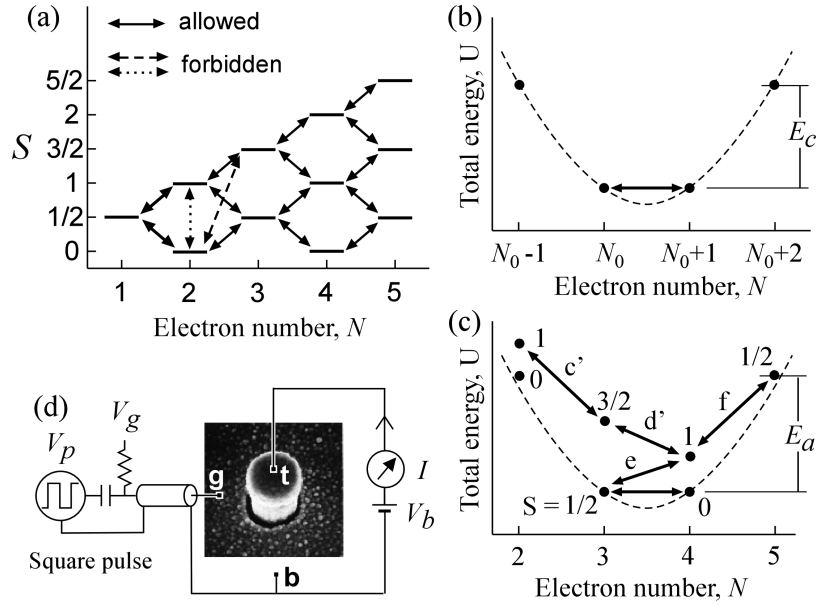 (a)
allowed
forbidden
5/2
2
S
3/2
1
1/2
0
1
2
3
4
5
Electron number, N
(b)
Total energy, U
E_c
N_0-1
N_0
N_0+1
N_0+2
Electron number, N
(c)
Total energy, U
1
0
c'
3/2
d'
1
e
f
1/2
E_a
S = 1/2
0
2
3
4
5
Electron number, N
(d)
V_g
V_p
g
t
I
V_b
b
Square pulse